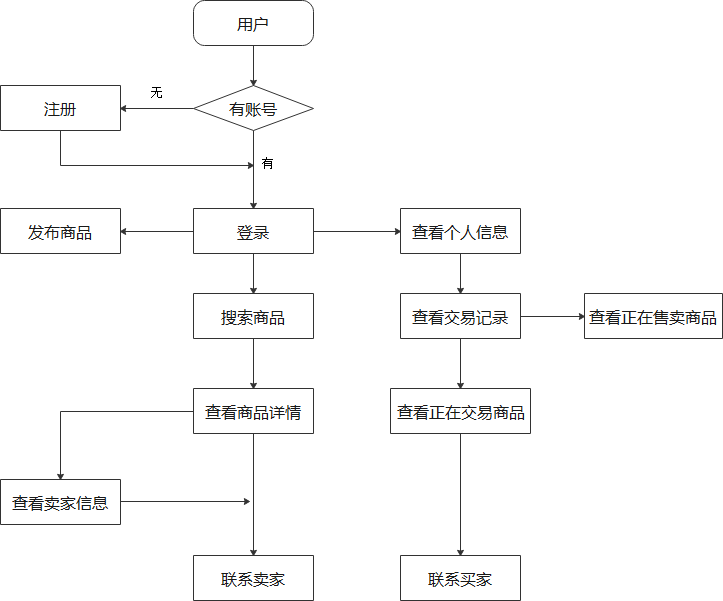 用户
无
注册
有账号
有
发布商品
登录
查看个人信息
搜索商品
查看交易记录
查看正在售卖商品
查看商品详情
查看正在交易商品
查看卖家信息
联系卖家
联系买家